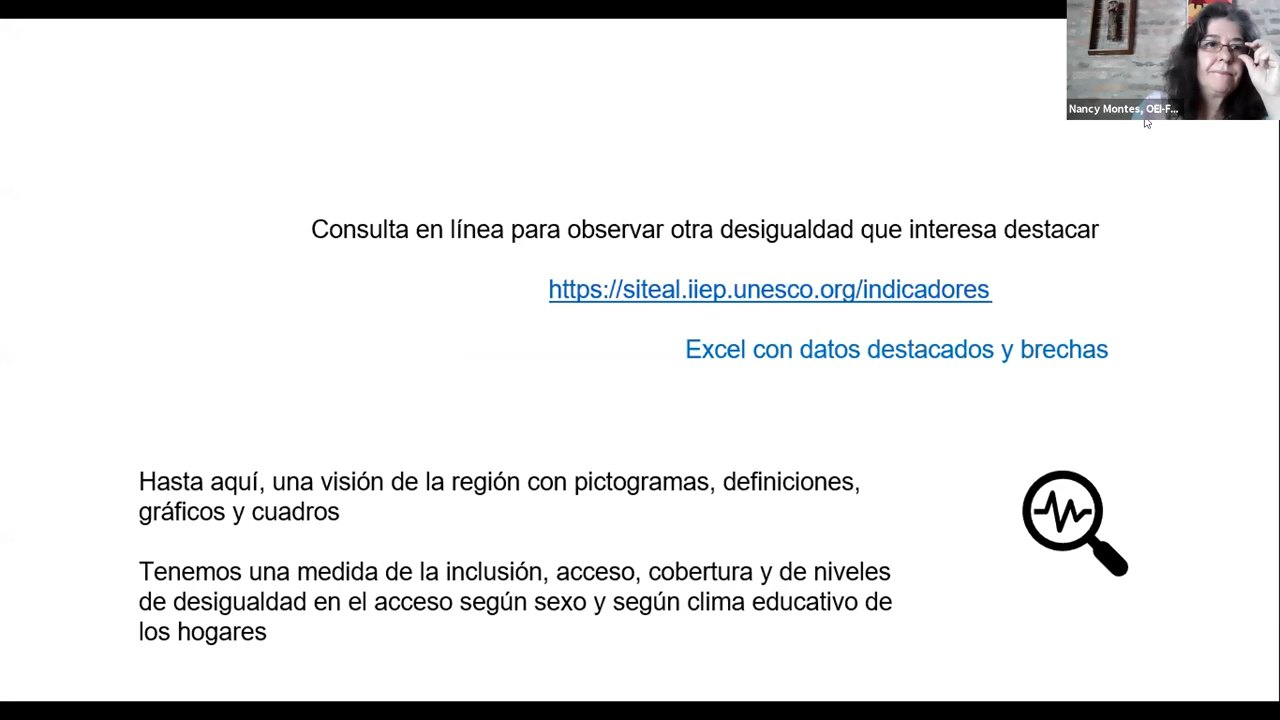 Nancy Montes, OEI-F...
Consulta en línea para observar otra desigualdad que interesa destacar
https://siteal.iiep.unesco.org/indicadores
Excel con datos destacados y brechas
Hasta aquí, una visión de la región con pictogramas, definiciones,
gráficos y cuadros
Tenemos una medida de la inclusión, acceso, cobertura y de niveles
de desigualdad en el acceso según sexo y según clima educativo de
los hogares